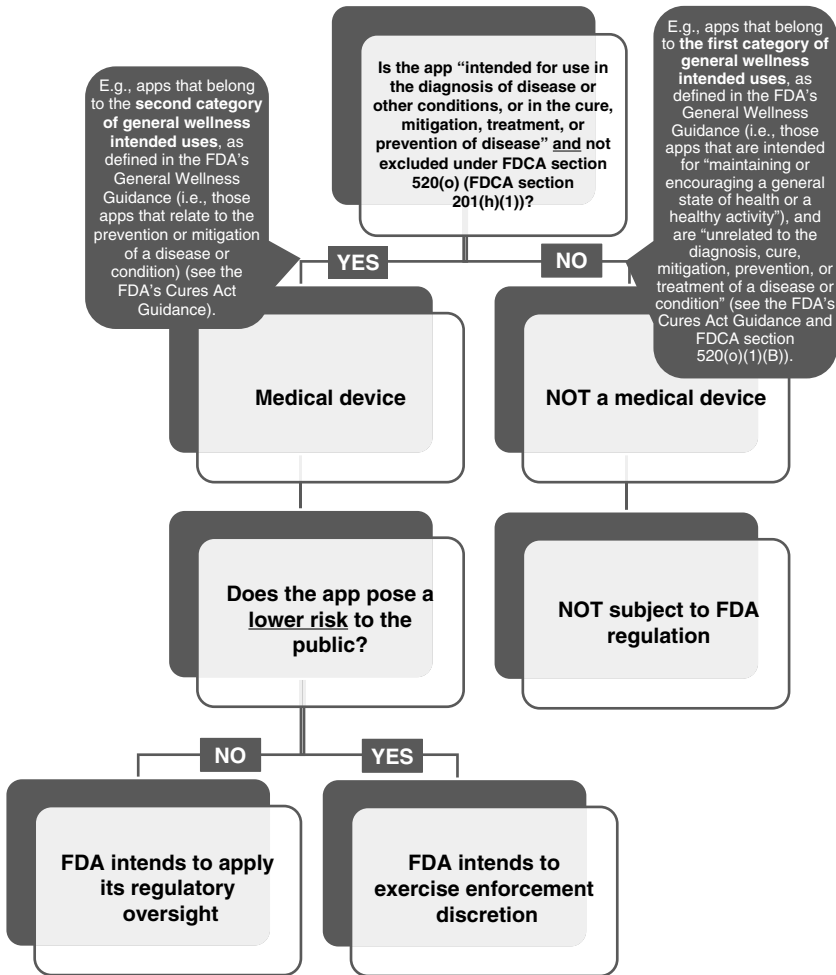 E.g., apps that belong
to the second category
of general wellness
intended uses, as
defined in the FDA's
General Wellness
Guidance (i.e., those
apps that relate to the
prevention or mitigation
of a disease or
condition) (see the
FDA's Cures Act
Guidance).
Is the app “intended for use in
the diagnosis of disease or
other conditions, or in the cure,
mitigation, treatment, or
prevention of disease” and not
excluded under FDCA section
520(o) (FDCA section
201(h)(1))?
E.g., apps that belong
to the first category of
general wellness
intended uses, as
defined in the FDA's
General Wellness
Guidance (i.e., those
apps that are intended
for “maintaining or
encouraging a general
state of health or a
healthy activity”), and
are “unrelated to the
diagnosis, cure,
mitigation, prevention, or
treatment of a disease or
condition” (see the FDA's
Cures Act Guidance and
FDCA section
520(o)(1)(B)).
YES
NO
Medical device
NOT a medical device
Does the app pose a
lower risk to the
public?
NOT subject to FDA
regulation
NO
YES
FDA intends to apply
its regulatory
oversight
FDA intends to
exercise enforcement
discretion